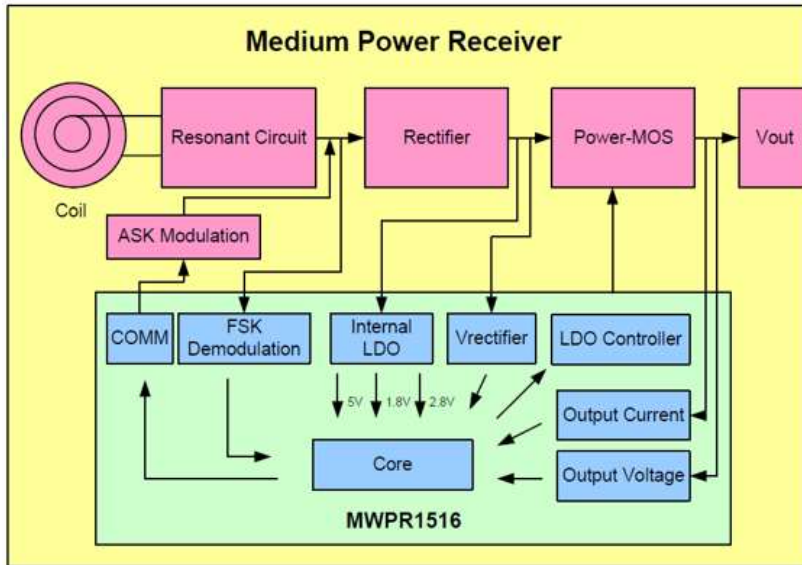 Medium Power Receiver
Resonant Circuit
Rectifier
Power-MOS
Vout
Coil
ASK Modulation
COMM
FSK
Demodulation
Internal
LDO
Vrectifier
LDO Controller
5V
1.8V
2.8V
Output Current
Core
Output Voltage
MWPR1516